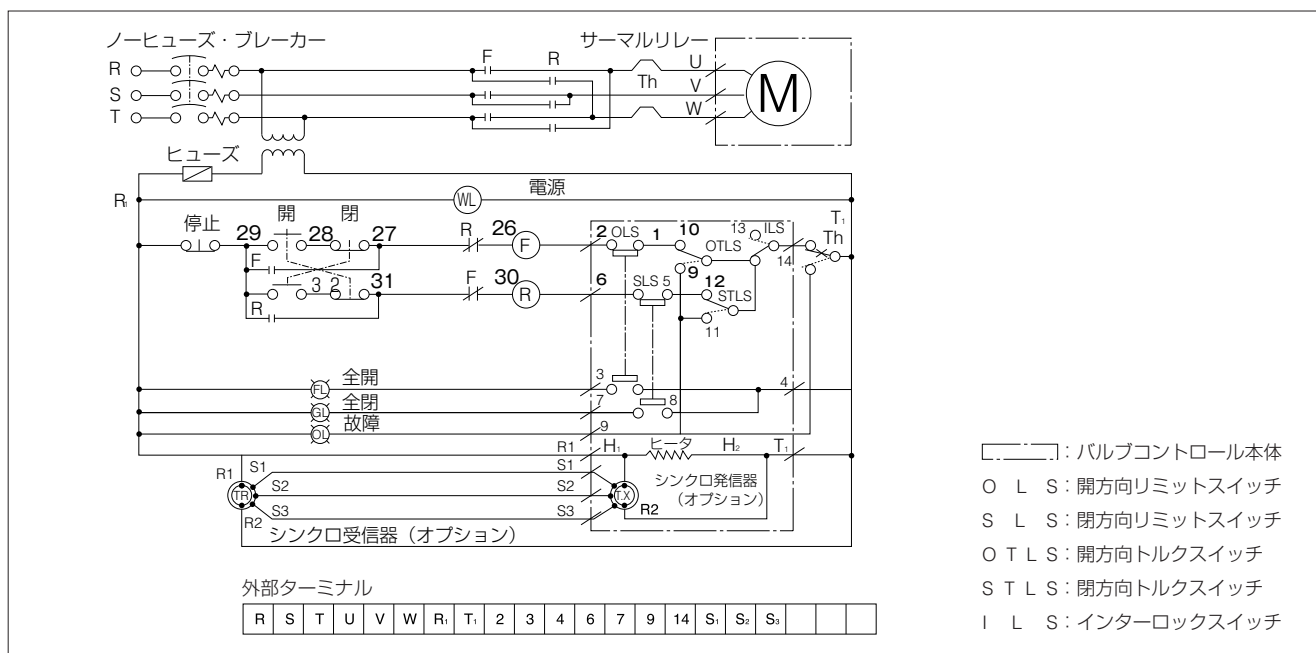 ノーヒューズ・ブレーカー
サーマルリレー
R
S
T
F
R
Th
U
V
W
M
ヒューズ
R₁
WL
電源
停止
開
閉
29
28
27
F
R
26
F
2
OLS
1
10
OTLS
9
13
ILS
14
T₁
Th
3
2
31
R
F
30
R
6
SLS
5
12
STLS
11
FL
全開
3
4
GL
全閉
7
8
OL
故障
9
R1
H₁
ヒータ
H₂
T₁
R1
S1
S1
シンクロ発信器
(オプション)
TR
S2
S2
T.X
R2
S3
S3
R2
シンクロ受信器(オプション)
外部ターミナル
R S T U V W R₁ T₁ 2 3 4 6 7 9 14 S₁ S₂ S₃
:バルブコントロール本体
O L S:開方向リミットスイッチ
S L S:閉方向リミットスイッチ
O T L S:開方向トルクスイッチ
S T L S:閉方向トルクスイッチ
I L S:インターロックスイッチ